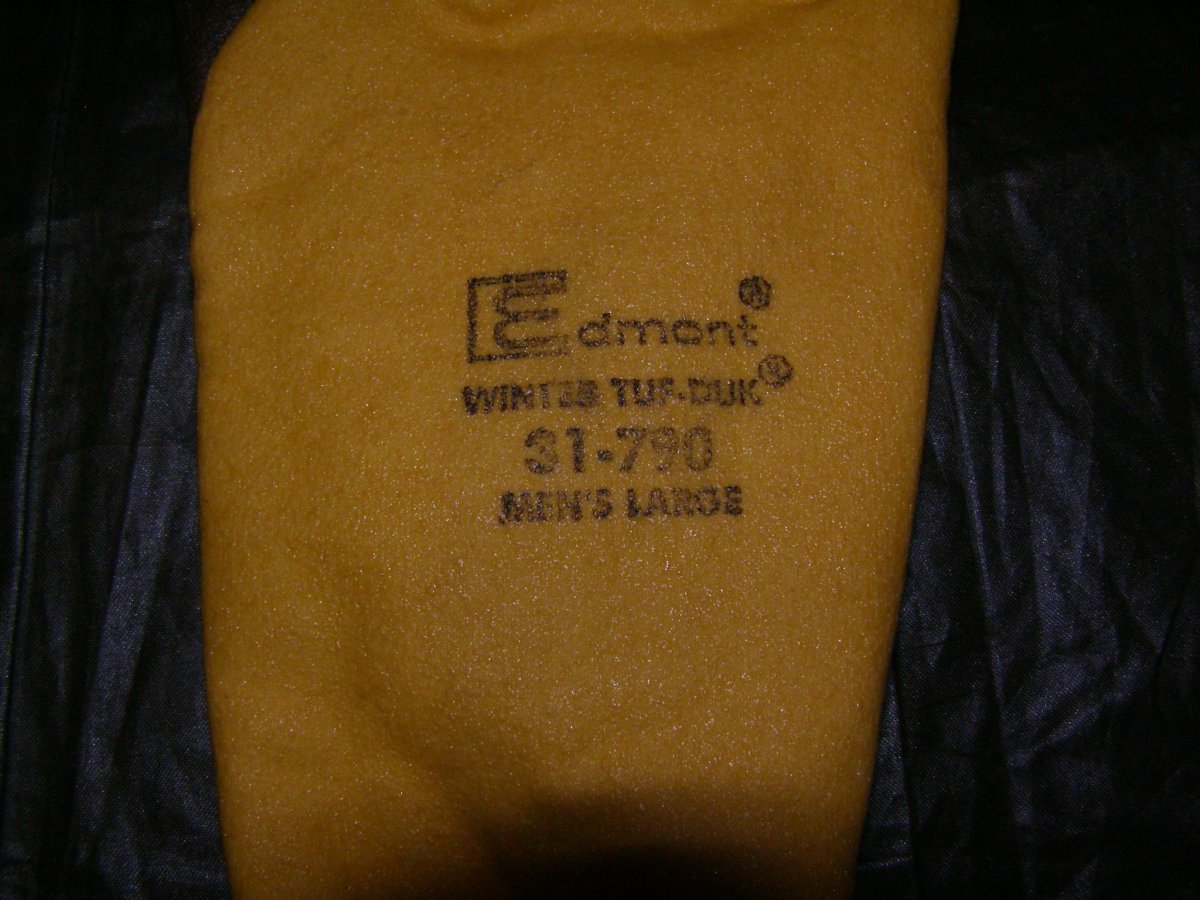 Edmont®
WINTER TUF-DUK®
31-790
MEN'S LARGE